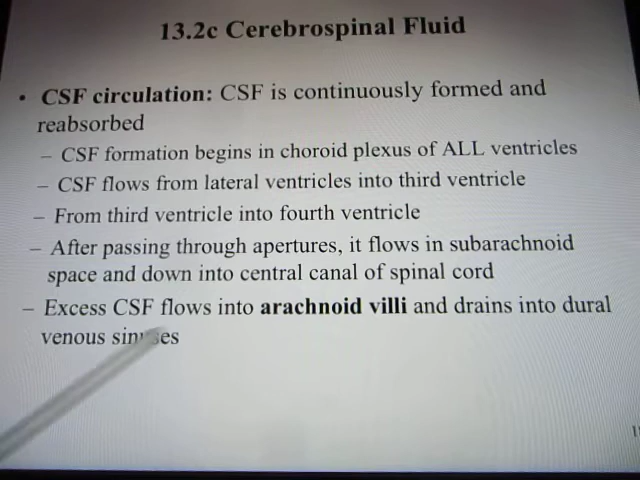 13.2c Cerebrospinal Fluid
• CSF circulation: CSF is continuously formed and
reabsorbed
– CSF formation begins in choroid plexus of ALL ventricles
– CSF flows from lateral ventricles into third ventricle
– From third ventricle into fourth ventricle
– After passing through apertures, it flows in subarachnoid
space and down into central canal of spinal cord
– Excess CSF flows into arachnoid villi and drains into dural
venous sinuses